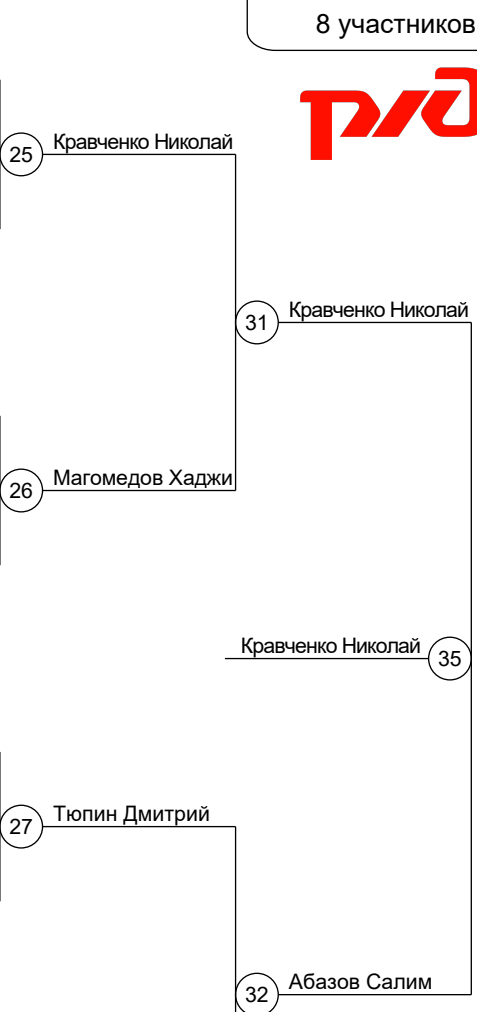 8 участников
ржд
Кравченко Николай
25
Кравченко Николай
31
Магомедов Хаджи
26
Кравченко Николай
35
Тюпин Дмитрий
27
Абазов Салим
32